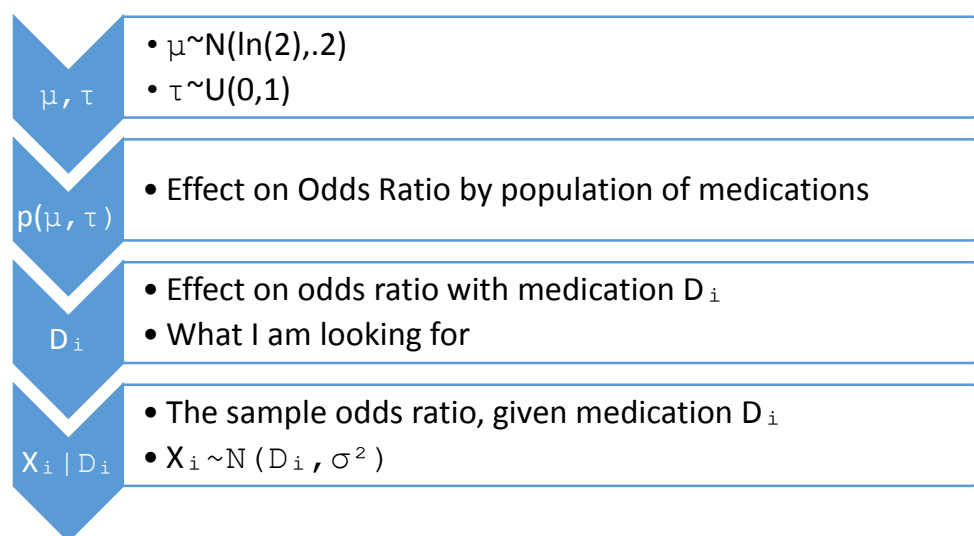 μ, τ
• μ~N(ln(2),.2)
• τ~U(0,1)
p(μ, τ)
• Effect on Odds Ratio by population of medications
Dᵢ
• Effect on odds ratio with medication Dᵢ
• What I am looking for
Xᵢ|Dᵢ
• The sample odds ratio, given medication Dᵢ
• Xᵢ~N(Dᵢ, σ²)